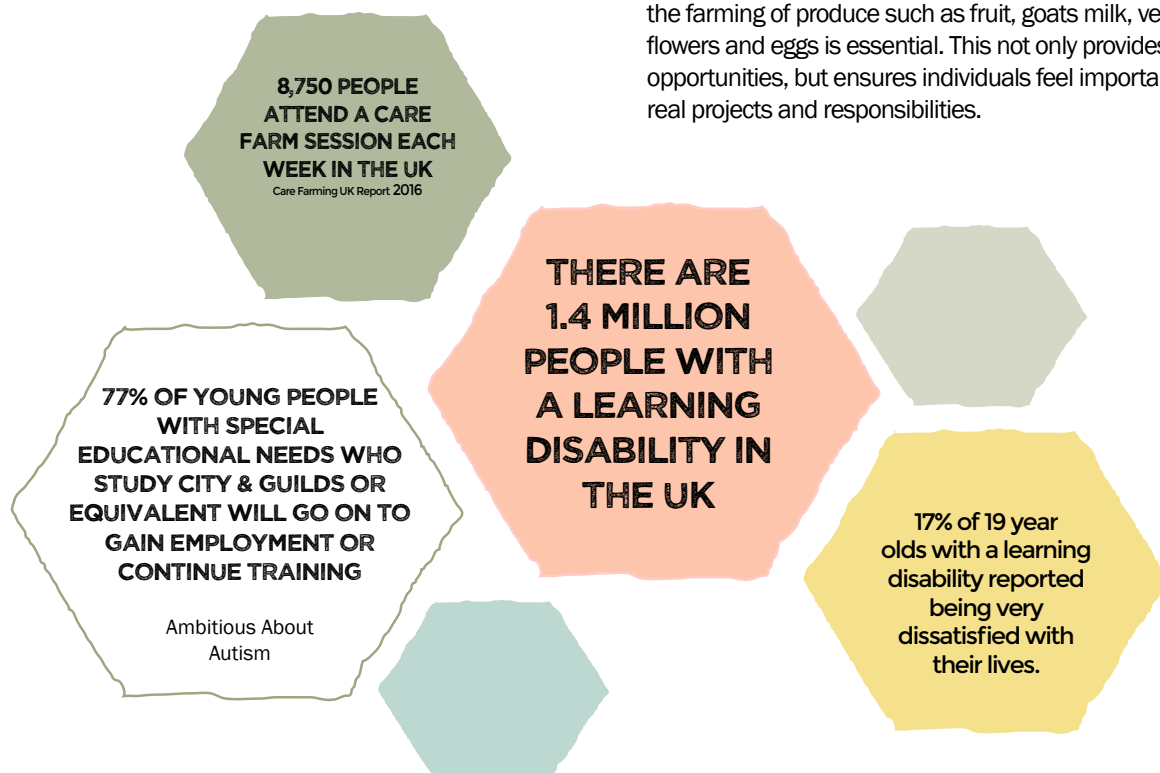 the farming of produce such as fruit, goats milk, ve
flowers and eggs is essential. This not only provides
opportunities, but ensures individuals feel importa
real projects and responsibilities.
8,750 PEOPLE
ATTEND A CARE
FARM SESSION EACH
WEEK IN THE UK
Care Farming UK Report 2016
THERE ARE
1.4 MILLION
PEOPLE WITH
A LEARNING
DISABILITY IN
THE UK
77% OF YOUNG PEOPLE
WITH SPECIAL
EDUCATIONAL NEEDS WHO
STUDY CITY & GUILDS OR
EQUIVALENT WILL GO ON TO
GAIN EMPLOYMENT OR
CONTINUE TRAINING
Ambitious About
Autism
17% of 19 year
olds with a learning
disability reported
being very
dissatisfied with
their lives.